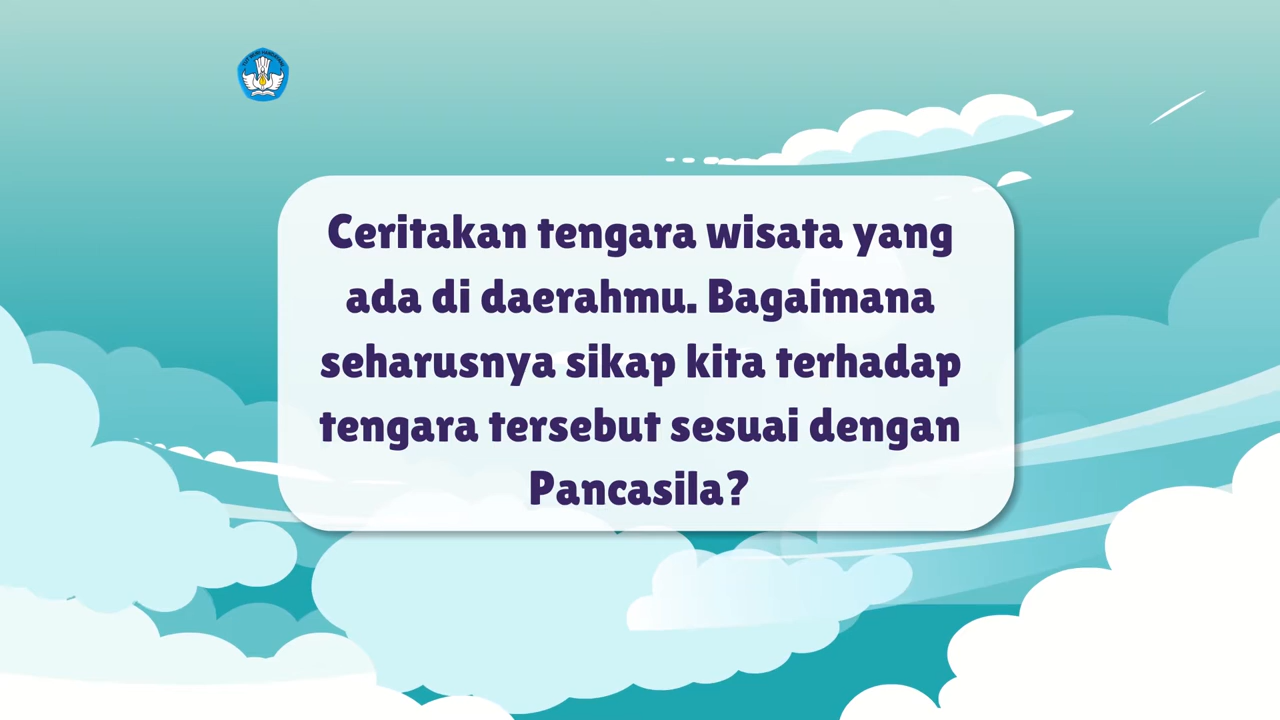 Ceritakan tengara wisata yang
ada di daerahmu. Bagaimana
seharusnya sikap kita terhadap
tengara tersebut sesuai dengan
Pancasila?